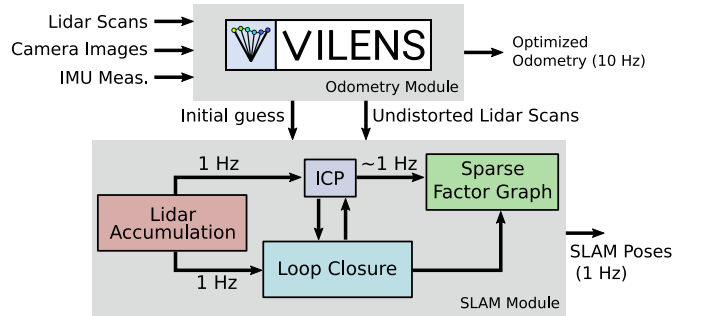 Lidar Scans
Camera Images
IMU Meas.
VILENS
Odometry Module
Optimized
Odometry (10 Hz)
Initial guess
Undistorted Lidar Scans
1 Hz
ICP
~1 Hz
Sparse
Factor Graph
Lidar
Accumulation
1 Hz
Loop Closure
SLAM Poses
(1 Hz)
SLAM Module